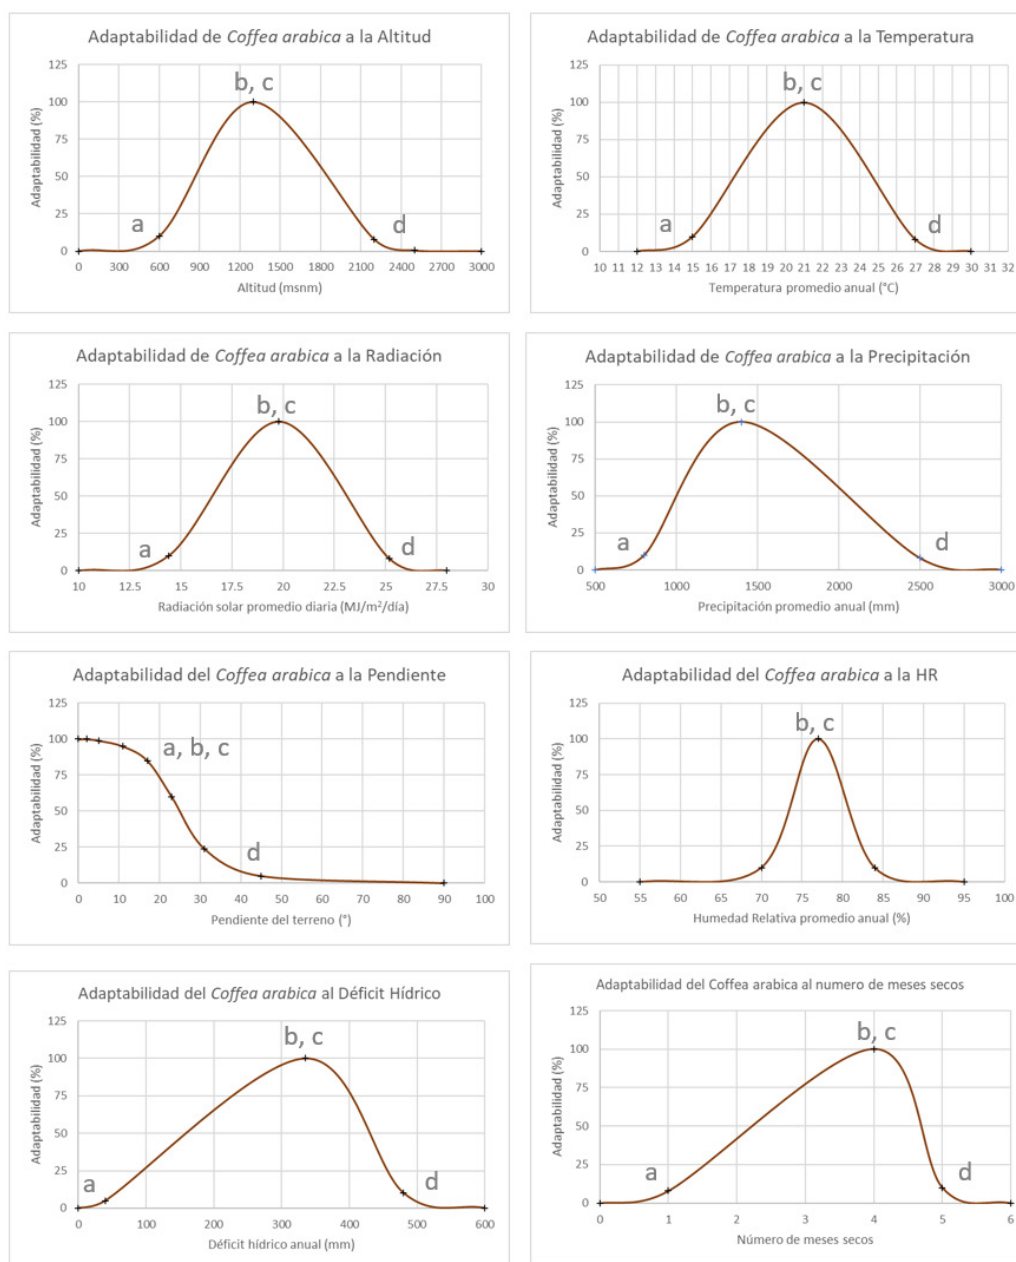 Adaptabilidad de Coffea arabica a la Altitud
125
100
75
50
25
0
Adaptabilidad (%)
b, c
a
d
0 300 600 900 1200 1500 1800 2100 2400 2700 3000
Altitud (msnm)
Adaptabilidad de Coffea arabica a la Temperatura
125
100
75
50
25
0
Adaptabilidad (%)
b, c
a
d
10 11 12 13 14 15 16 17 18 19 20 21 22 23 24 25 26 27 28 29 30 31 32
Temperatura promedio anual (°C)
Adaptabilidad de Coffea arabica a la Radiación
125
100
75
50
25
0
Adaptabilidad (%)
b, c
a
d
10 12.5 15 17.5 20 22.5 25 27.5 30
Radiación solar promedio diaria (MJ/m²/día)
Adaptabilidad de Coffea arabica a la Precipitación
125
100
75
50
25
0
Adaptabilidad (%)
b, c
a
d
500 1000 1500 2000 2500 3000
Precipitación promedio anual (mm)
Adaptabilidad del Coffea arabica a la Pendiente
125
100
75
50
25
0
Adaptabilidad (%)
a, b, c
d
0 10 20 30 40 50 60 70 80 90 100
Pendiente del terreno (°)
Adaptabilidad del Coffea arabica a la HR
125
100
75
50
25
0
Adaptabilidad (%)
b, c
50 55 60 65 70 75 80 85 90 95 100
Humedad Relativa promedio anual (%)
Adaptabilidad del Coffea arabica al Déficit Hídrico
125
100
75
50
25
0
Adaptabilidad (%)
b, c
a
d
0 100 200 300 400 500 600
Déficit hídrico anual (mm)
Adaptabilidad del Coffea arabica al numero de meses secos
125
100
75
50
25
0
Adaptabilidad (%)
b, c
a
d
0 1 2 3 4 5 6
Número de meses secos